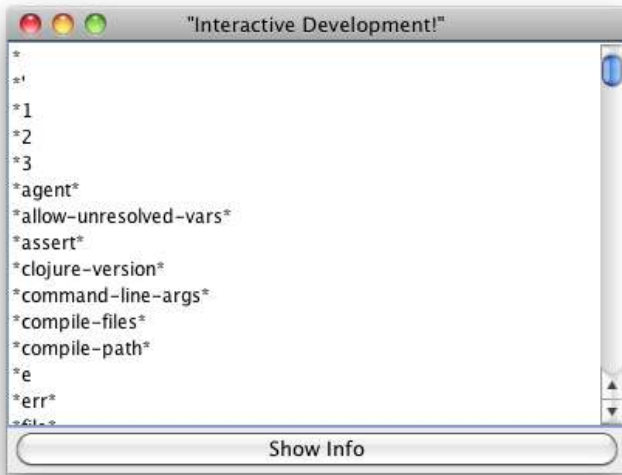 "Interactive Development!"
*
*'
*1
*2
*3
*agent*
*allow-unresolved-vars*
*assert*
*clojure-version*
*command-line-args*
*compile-files*
*compile-path*
*e
*err*
*file*
Show Info